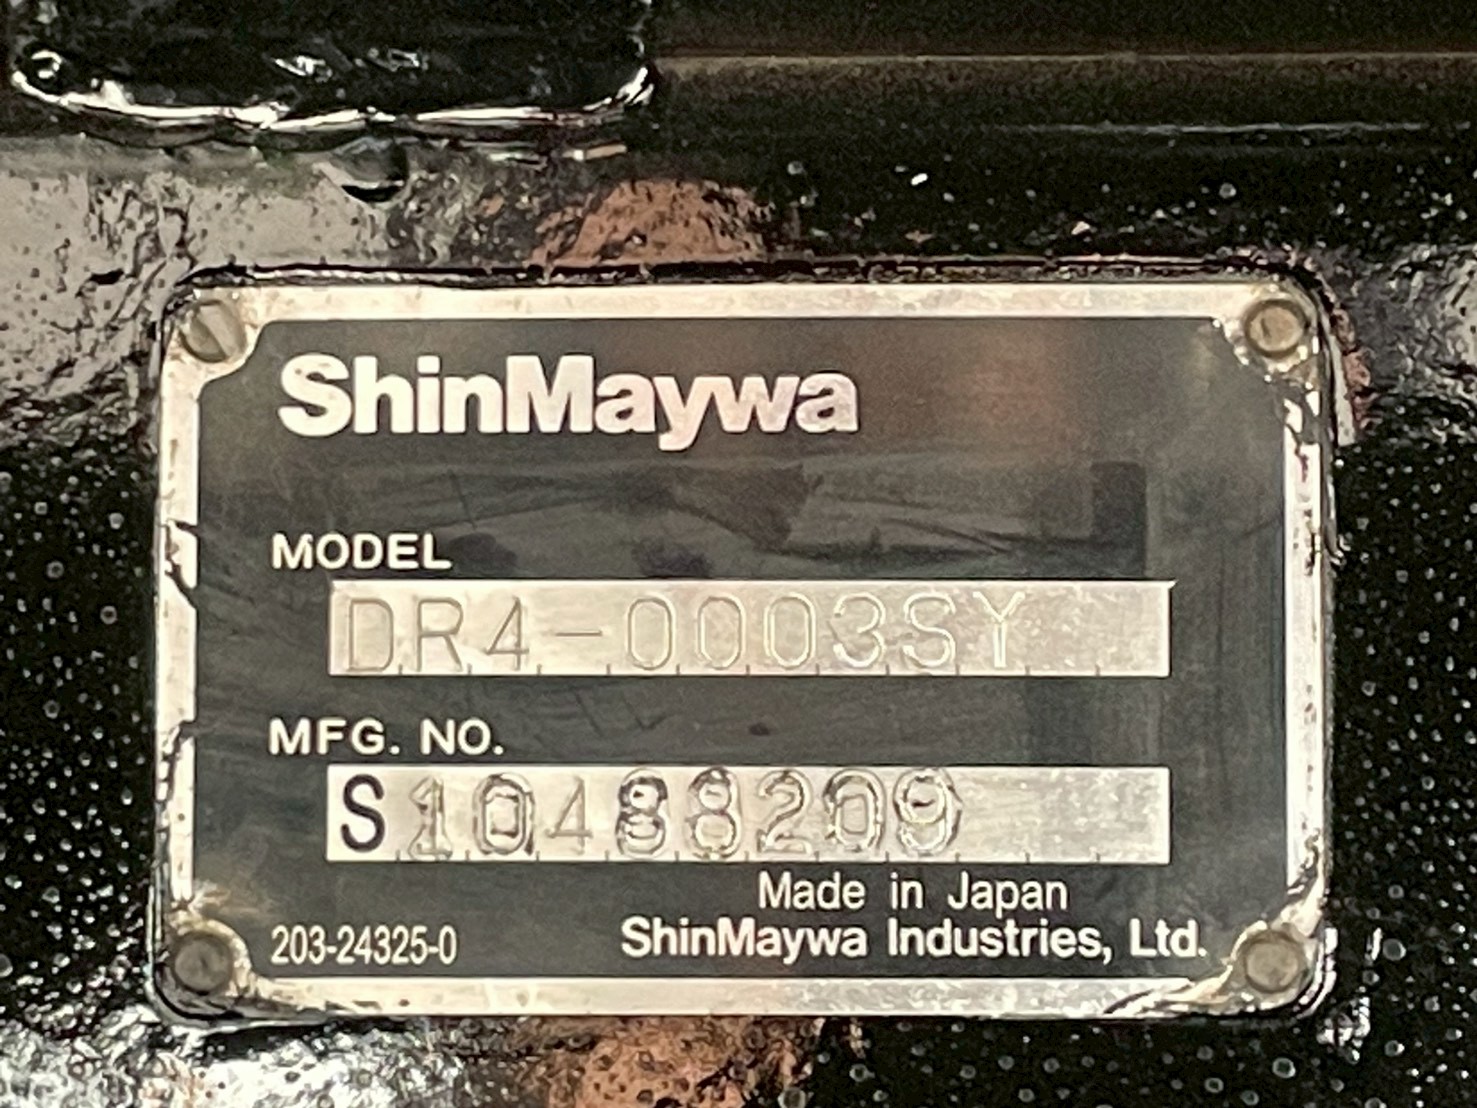 ShinMaywa
MODEL
DR4-0003SY
MFG. NO.
S10488209
Made in Japan
203-24325-0
ShinMaywa Industries, Ltd.